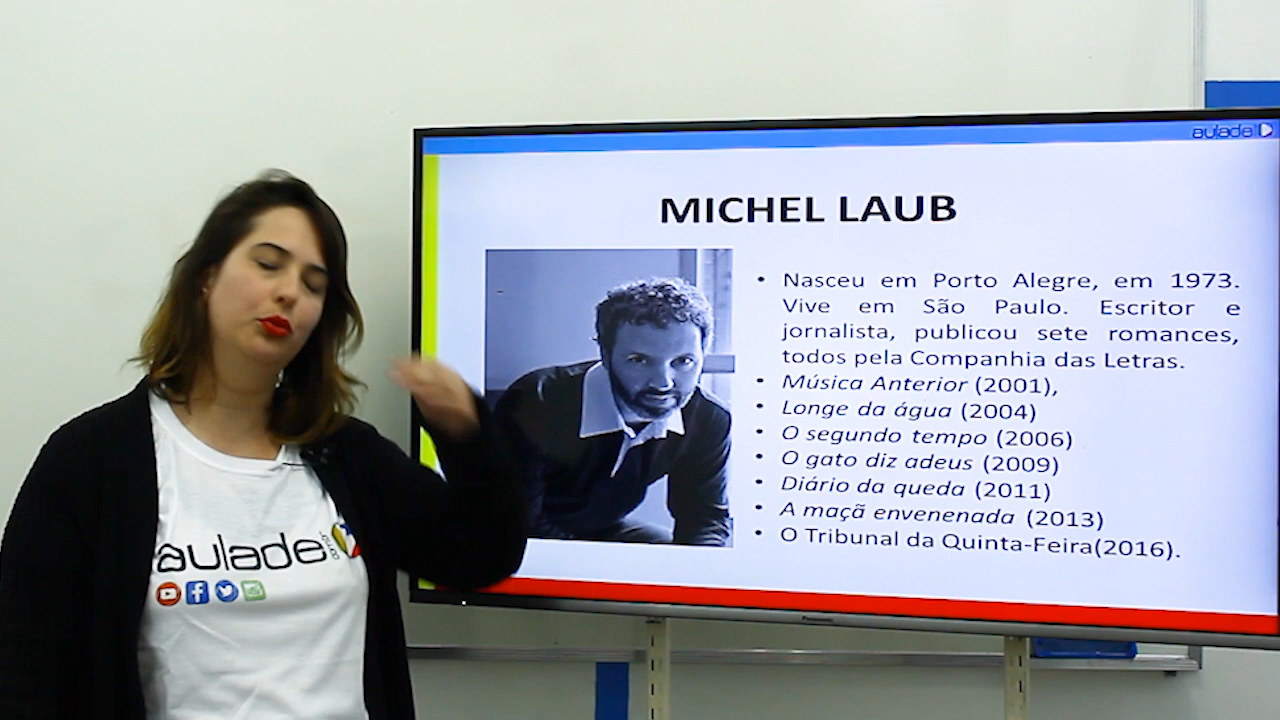 auladeI
MICHEL LAUB
• Nasceu em Porto Alegre, em 1973.
Vive em São Paulo. Escritor e
jornalista, publicou sete romances,
todos pela Companhia das Letras.
• Música Anterior (2001),
• Longe da água (2004)
• O segundo tempo (2006)
• O gato diz adeus (2009)
• Diário da queda (2011)
• A maçã envenenada (2013)
• O Tribunal da Quinta-Feira(2016).
aulade